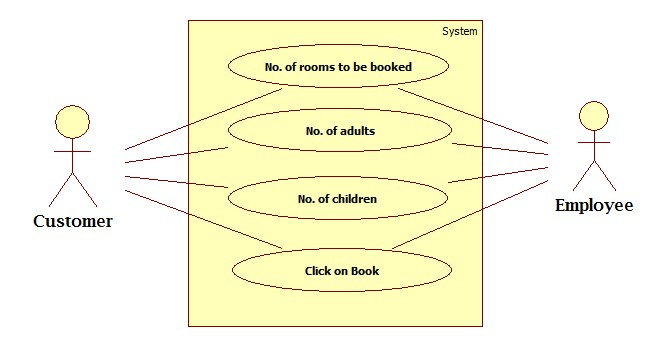 System
No. of rooms to be booked
No. of adults
No. of children
Click on Book
Customer
Employee